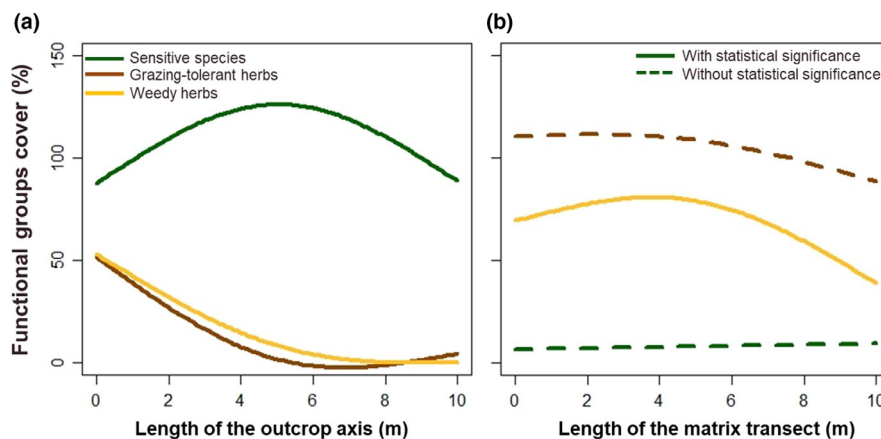 (a)
(b)
Functional groups cover (%)
150
100
50
0
Sensitive species
Grazing-tolerant herbs
Weedy herbs
With statistical significance
Without statistical significance
0 2 4 6 8 10
0 2 4 6 8 10
Length of the outcrop axis (m)
Length of the matrix transect (m)